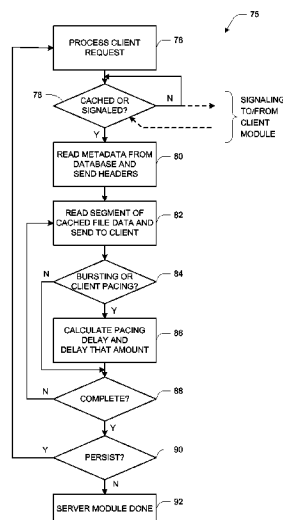 75
PROCESS CLIENT
REQUEST
76
78
CACHED OR
SIGNALED?
N
SIGNALING
TO/FROM
CLIENT
MODULE
Y
READ METADATA FROM
DATABASE AND
SEND HEADERS
80
READ SEGMENT OF
CACHED FILE DATA AND
SEND TO CLIENT
82
N
BURSTING OR
CLIENT PACING?
84
Y
CALCULATE PACING
DELAY AND
DELAY THAT AMOUNT
86
N
COMPLETE?
88
Y
Y
PERSIST?
90
N
SERVER MODULE DONE
92